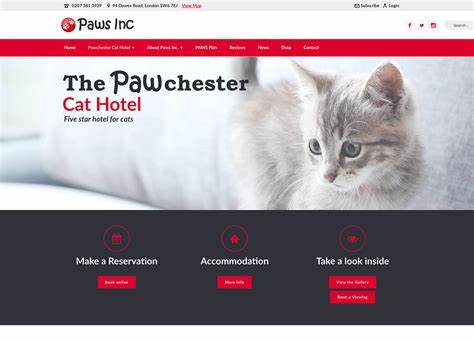 0207 381 3939 94 Dawes Road, London SW6 7EJ View Map Subscribe Login
Paws Inc Search
Home Pawchester Cat Hotel About Paws Inc. PAWS Plan Reviews News Shop Contact
The PAWchester
Cat Hotel
Five star hotel for cats
Make a Reservation Accommodation Take a look inside
Book online More info View the Gallery
Book a Viewing